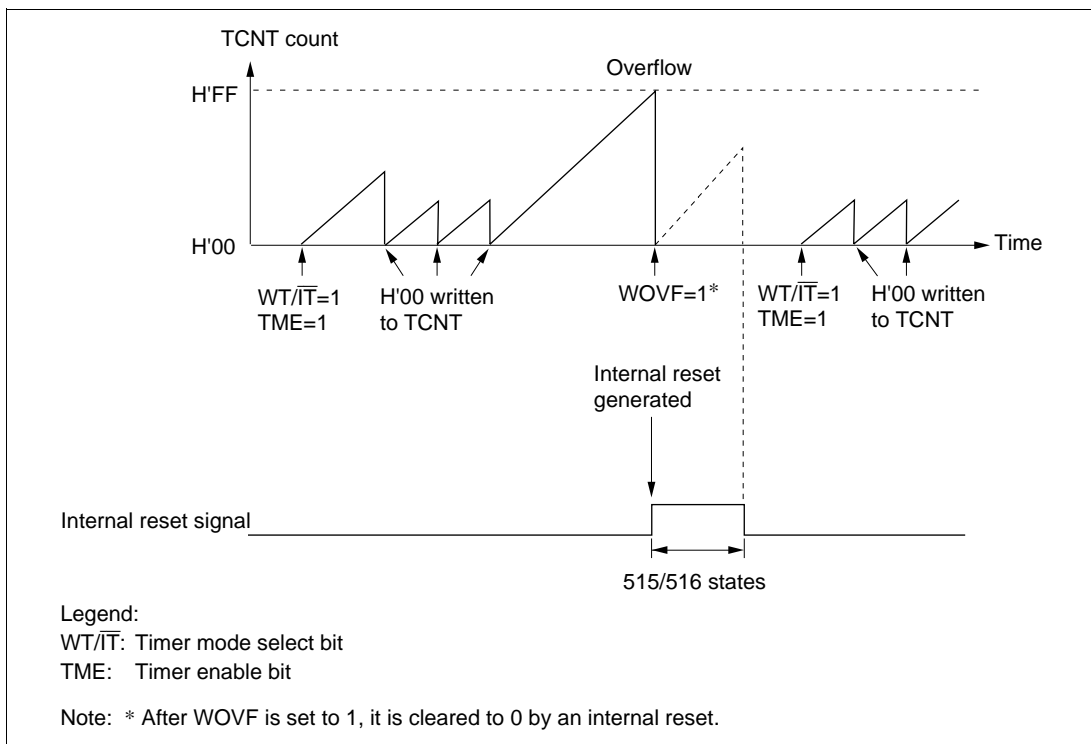 TCNT count
Overflow
H'FF
H'00
Time
WT/I̅T̅=1
TME=1
H'00 written
to TCNT
WOVF=1*
WT/I̅T̅=1
TME=1
H'00 written
to TCNT
Internal reset
generated
Internal reset signal
515/516 states
Legend:
WT/I̅T̅: Timer mode select bit
TME: Timer enable bit
Note: * After WOVF is set to 1, it is cleared to 0 by an internal reset.